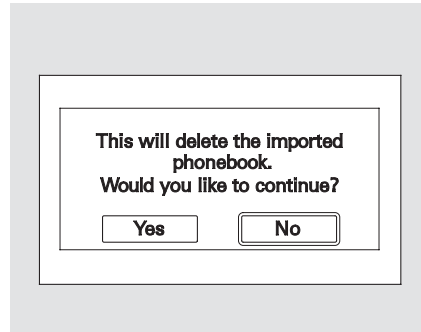 This will delete the imported
phonebook.
Would you like to continue?
Yes No